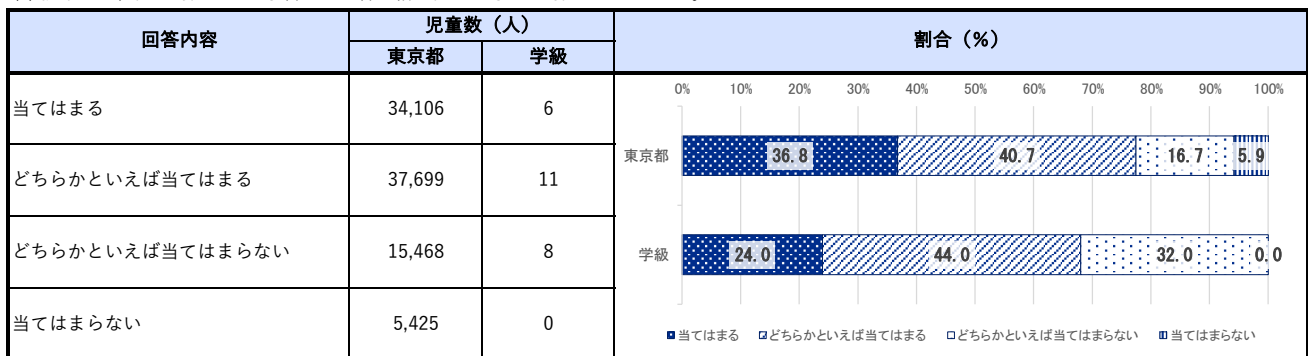 回答内容
児童数（人）
割合（%）
東京都 学級
当てはまる 34,106 6
どちらかといえば当てはまる 37,699 11
どちらかといえば当てはまらない 15,468 8
当てはまらない 5,425 0
0% 10% 20% 30% 40% 50% 60% 70% 80% 90% 100%
東京都 36.8 40.7 16.7 5.9
学級 24.0 44.0 32.0 0.0
当てはまる どちらかといえば当てはまる どちらかといえば当てはまらない 当てはまらない